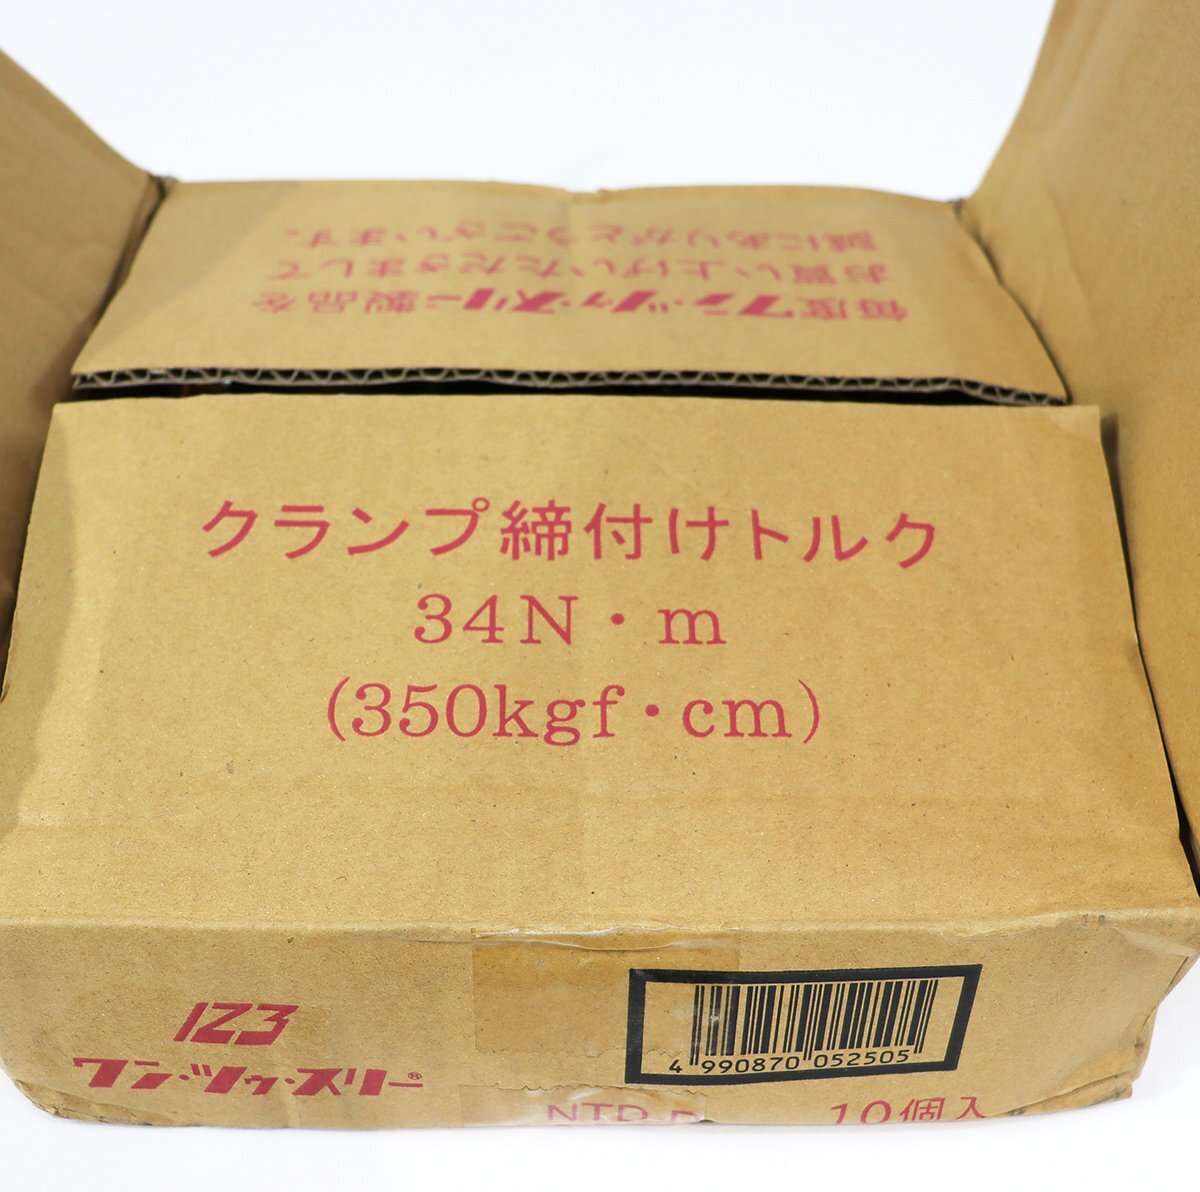 毎度ワン・ツゥ・スリー製品を
お買い上げいただきまして
誠にありがとうございます。
クランプ締付けトルク
34N・m
(350kgf・cm)
123
ワン・ツゥ・スリー®
4 990870 052505
10個入